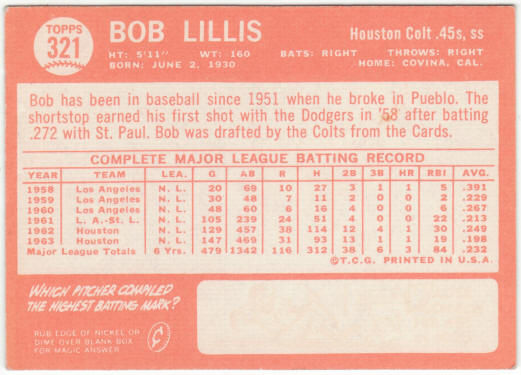 TOPPS
321
BOB LILLIS
Houston Colt .45s, ss
HT: 5'11" WT: 160 BATS: RIGHT THROWS: RIGHT
BORN: JUNE 2, 1930 HOME: COVINA, CAL.
Bob has been in baseball since 1951 when he broke in Pueblo. The
shortstop earned his first shot with the Dodgers in '58 after batting
.272 with St. Paul. Bob was drafted by the Colts from the Cards.
COMPLETE MAJOR LEAGUE BATTING RECORD
YEAR TEAM LEA. G AB R H 2B 3B HR RBI AVG.
1958 Los Angeles N. L. 20 69 10 27 3 1 1 5 .391
1959 Los Angeles N. L. 30 48 7 11 2 0 0 2 .229
1960 Los Angeles N. L. 48 60 6 16 4 0 0 6 .267
1961 L. A.-St. L. N. L. 105 239 24 51 4 0 0 22 .213
1962 Houston N. L. 129 457 38 114 12 4 1 30 .249
1963 Houston N. L. 147 469 31 93 13 1 1 19 .198
Major League Totals 6 Yrs. 479 1342 116 312 38 6 3 84 .232
©T.C.G. PRINTED IN U.S.A.
WHICH PITCHER COMPILED
THE HIGHEST BATTING MARK?
RUB EDGE OF NICKEL OR
DIME OVER BLANK BOX
FOR MAGIC ANSWER